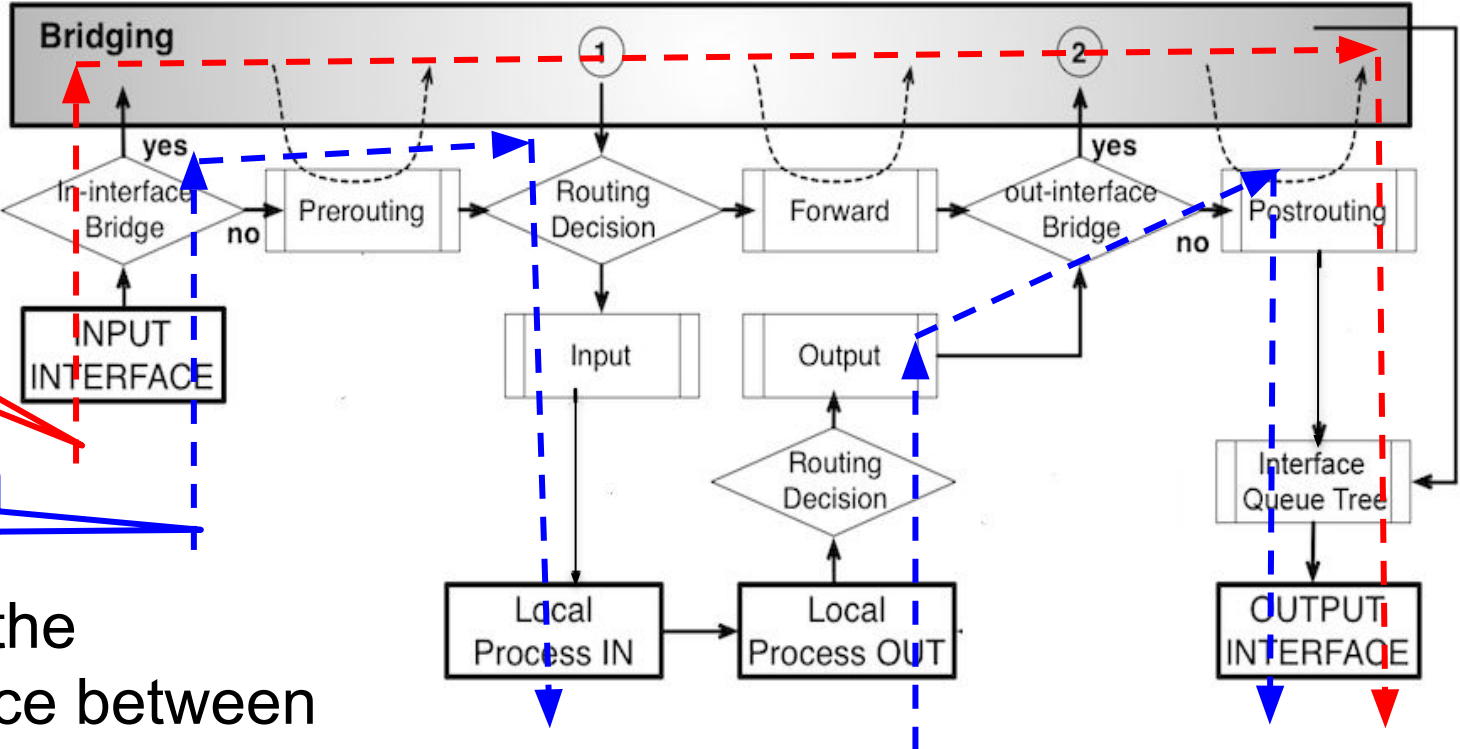 Bridging
1
2
yes
yes
In-interface
Bridge
no
Prerouting
Routing
Decision
Forward
out-interface
Bridge
no
Postrouting
INPUT
INTERFACE
Input
Output
Routing
Decision
Interface
Queue Tree
Local
Process IN
Local
Process OUT
OUTPUT
INTERFACE
the
ce between